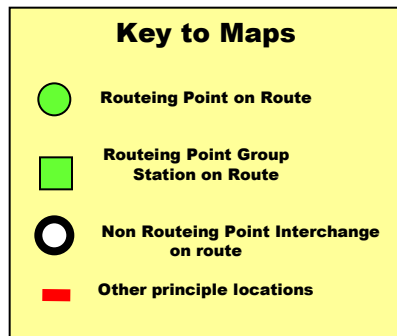 Key to Maps
Routeing Point on Route
Routeing Point Group
Station on Route
Non Routeing Point Interchange
on route
Other principle locations